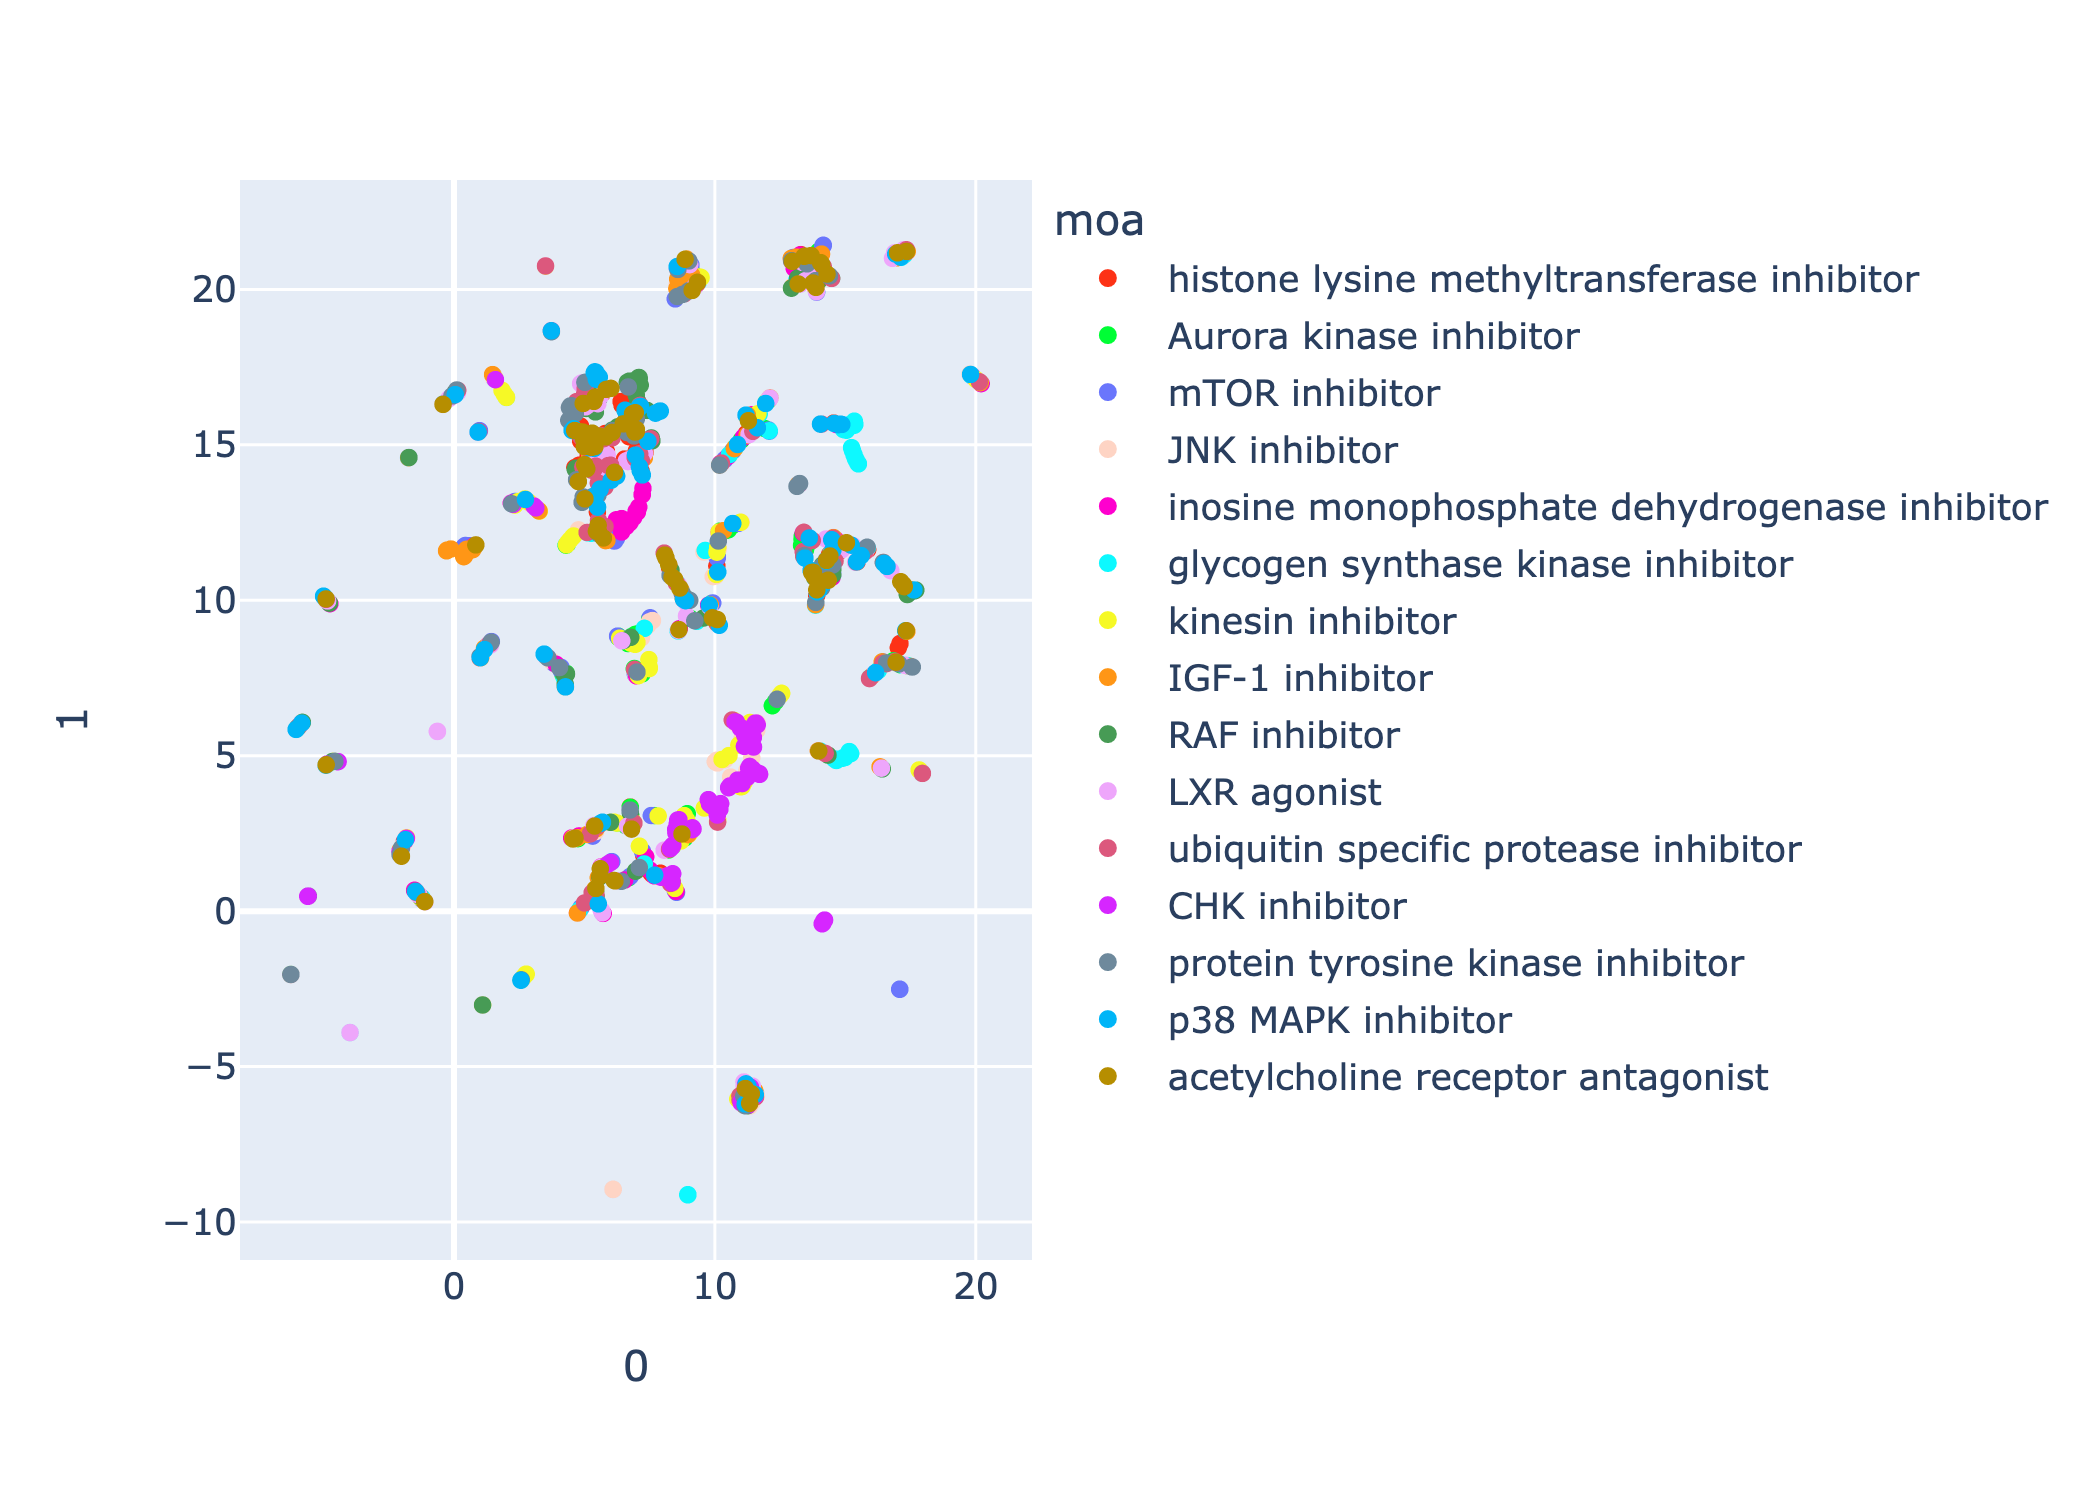 moa
histone lysine methyltransferase inhibitor
Aurora kinase inhibitor
mTOR inhibitor
JNK inhibitor
inosine monophosphate dehydrogenase inhibitor
glycogen synthase kinase inhibitor
kinesin inhibitor
IGF-1 inhibitor
RAF inhibitor
LXR agonist
ubiquitin specific protease inhibitor
CHK inhibitor
protein tyrosine kinase inhibitor
p38 MAPK inhibitor
acetylcholine receptor antagonist
20
15
10
5
0
−5
−10
1
0 10 20
0